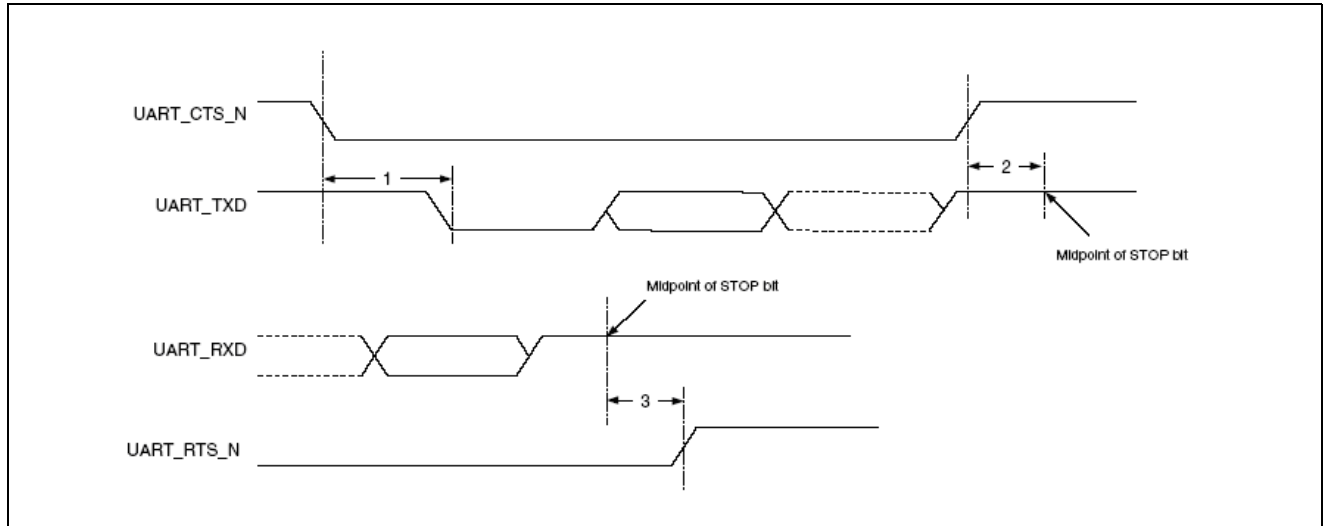 UART_CTS_N
1
2
UART_TXD
Midpoint of STOP bit
Midpoint of STOP bit
UART_RXD
3
UART_RTS_N